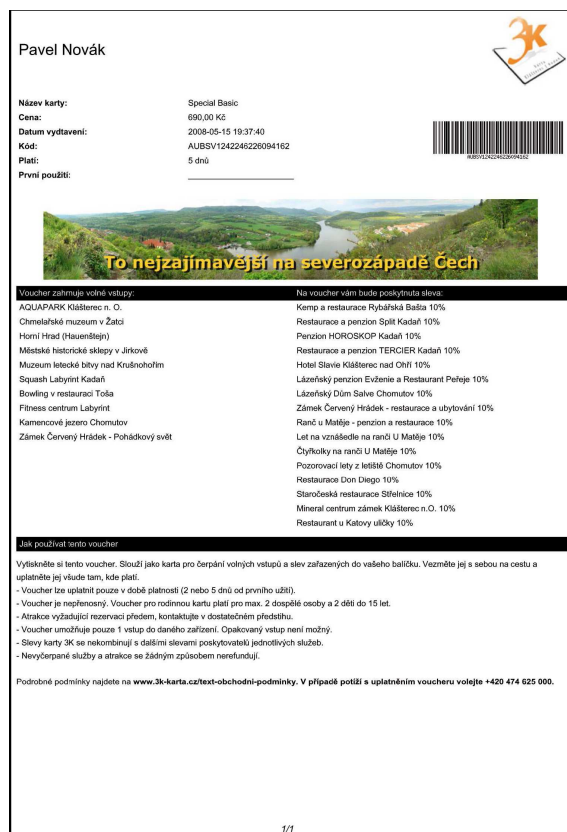 Pavel Novák
3K
Název karty: Special Basic
Cena: 690,00 Kč
Datum vydtavení: 2008-05-15 19:37:40
Kód: AUBSV1242246226094162
Platí: 5 dnů
První použití:
AUBSV1242246226094162
To nejzajímavější na severozápadě Čech
Voucher zahmuje volné vstupy:
AQUAPARK Klášterec n. O.
Chmelařské muzeum v Žatci
Horní Hrad (Hauenštejn)
Městské historické sklepy v Jirkově
Muzeum letecké bitvy nad Krušnohořím
Squash Labyrint Kadaň
Bowling v restauraci Toša
Fitness centrum Labyrint
Kamencové jezero Chomutov
Zámek Červený Hrádek - Pohádkový svět
Na voucher vám bude poskytnuta sleva:
Kemp a restaurace Rybářská Bašta 10%
Restaurace a penzion Split Kadaň 10%
Penzion HOROSKOP Kadaň 10%
Restaurace a penzion TERCIER Kadaň 10%
Hotel Slavie Klášterec nad Ohří 10%
Lázeňský penzion Evženie a Restaurant Peřeje 10%
Lázeňský Dům Salve Chomutov 10%
Zámek Červený Hrádek - restaurace a ubytování 10%
Ranč u Matěje - penzion a restaurace 10%
Let na vznášedle na ranči U Matěje 10%
Čtyřkolky na ranči U Matěje 10%
Pozorovací lety z letiště Chomutov 10%
Restaurace Don Diego 10%
Staročeská restaurace Střelnice 10%
Mineral centrum zámek Klášterec n.O. 10%
Restaurant u Katovy uličky 10%
Jak používat tento voucher
Vytiskněte si tento voucher. Slouží jako karta pro čerpání volných vstupů a slev zařazených do vašeho balíčku. Vezměte jej s sebou na cestu a
uplatněte jej všude tam, kde platí.
- Voucher lze uplatnit pouze v době platnosti (2 nebo 5 dnů od prvního užití).
- Voucher je nepřenosný. Voucher pro rodinnou kartu platí pro max. 2 dospělé osoby a 2 děti do 15 let.
- Atrakce vyžadující rezervaci předem, kontaktujte v dostatečném předstihu.
- Voucher umožňuje pouze 1 vstup do daného zařízení. Opakovaný vstup není možný.
- Slevy karty 3K se nekombinují s dalšími slevami poskytovatelů jednotlivých služeb.
- Nevyčerpané služby a atrakce se žádným způsobem nerefundují.
Podrobné podmínky najdete na www.3k-karta.cz/text-obchodni-podminky. V případě potíží s uplatněním voucheru volejte +420 474 625 000.
1/1